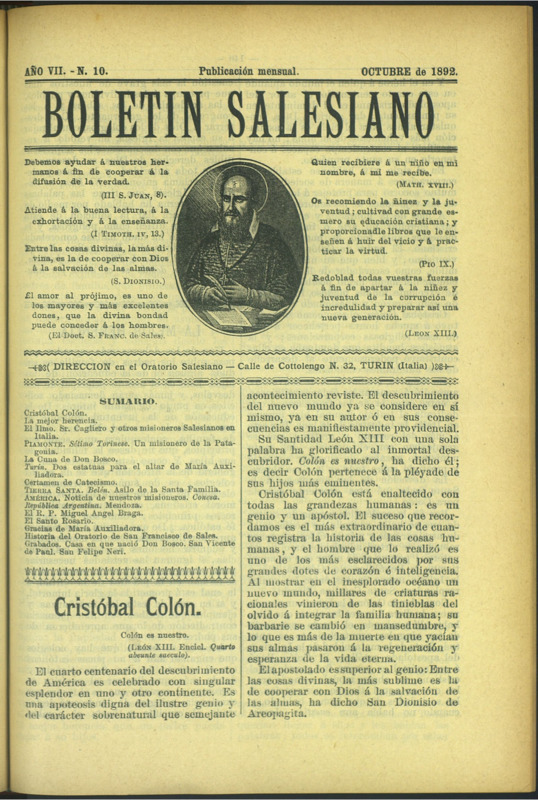 AÑO VII. - N. 10.
Publicación mensual.
OCTUBRE de 1892.
BOLETIN SALESIANO
Debemos ayudar á nuestros her-
manos á fin de cooperar á la
difusión de la verdad.
(III S. JUAN, 8).
Atiende á la buena lectura, á la
exhortación y á la enseñanza.
(I TIMOTH. IV, 13.)
Entre las cosas divinas, la más di-
vina, es la de cooperar con Dios
á la salvación de las almas.
(S. DIONISIO.)
El amor al prójimo, es uno de
los mayores y más excelentes
dones, que la divina bondad
puede conceder á los hombres.
(El Doct. S. FRANC. de Sales).
Quien recibiere á un niño en mi
nombre, á mi me recibe.
(MATH. XVIII.)
Os recomiendo la niñez y la ju-
ventud; cultivad con grande es-
mero su educación cristiana; y
proporcionadle libros que le en-
señen á huir del vicio y á prac-
ticar la virtud.
(PIO IX.)
Redoblad todas vuestras fuerzas
á fin de apartar á la niñez y
juventud de la corrupción é
incredulidad y preparar así una
nueva generación.
(LEON XIII.)
DIRECCION en el Oratorio Salesiano — Calle de Cottolengo N. 32, TURIN (Italia)
SUMARIO.
Cristóbal Colón.
La mejor herencia.
El Ilmo. Sr. Cagliero y otros misioneros Salesianos en
Italia.
PIAMONTE. Sétimo Torinese. Un misionero de la Pata-
gonia.
La Cuna de Don Bosco.
Turin. Dos estatuas para el altar de María Auxi-
liadora.
Certamen de Catecismo.
TIERRA SANTA. Belén. Asilo de la Santa Familia.
AMÉRICA. Noticia de nuestros misioneros. Conesa.
República Argentina. Mendoza.
El R. P. Miguel Angel Braga.
El Santo Rosario.
Gracias de María Auxiliadora.
Historia del Oratorio de San Francisco de Sales.
Grabados. Casa en que nació Don Bosco. San Vicente
de Paul. San Felipe Neri.
Cristóbal Colón.
Colón es nuestro.
(LEÓN XIII. Encicl. Quarto
abeunte saeculo).
El cuarto centenario del descubrimiento
de América es celebrado con singular
esplendor en uno y otro continente. Es
una apoteosis digna del ilustre genio y
del carácter sobrenatural que semejante
acontecimiento reviste. El descubrimiento
del nuevo mundo ya se considere en sí
mismo, ya en su autor ó en sus conse-
cuencias es manifiestamente providencial.
Su Santidad León XIII con una sola
palabra ha glorificado al inmortal des-
cubridor. Colón es nuestro, ha dicho él;
es decir Colón pertenece á la pléyade de
sus hijos más eminentes.
Cristóbal Colón está enaltecido con
todas las grandezas humanas: es un
genio y un apóstol. El suceso que recor-
damos es el más extraordinario de cuan-
tos registra la historia de las cosas hu-
manas, y el hombre que lo realizó es
uno de los más esclarecidos por sus
grandes dotes de corazón é inteligencia.
Al mostrar en el inesplorado océano un
nuevo mundo, millares de criaturas ra-
cionales vinieron de las tinieblas del
olvido á integrar la familia humana; su
barbarie se cambió en mansedumbre, y
lo que es más de la muerte en que yacían
sus almas pasaron á la regeneración y
esperanza de la vida eterna.
El apostolado es superior al genio: Entre
las cosas divinas, la más sublime es la
de cooperar con Dios á la salvación de
las almas, ha dicho San Dionisio de
Areopagita.